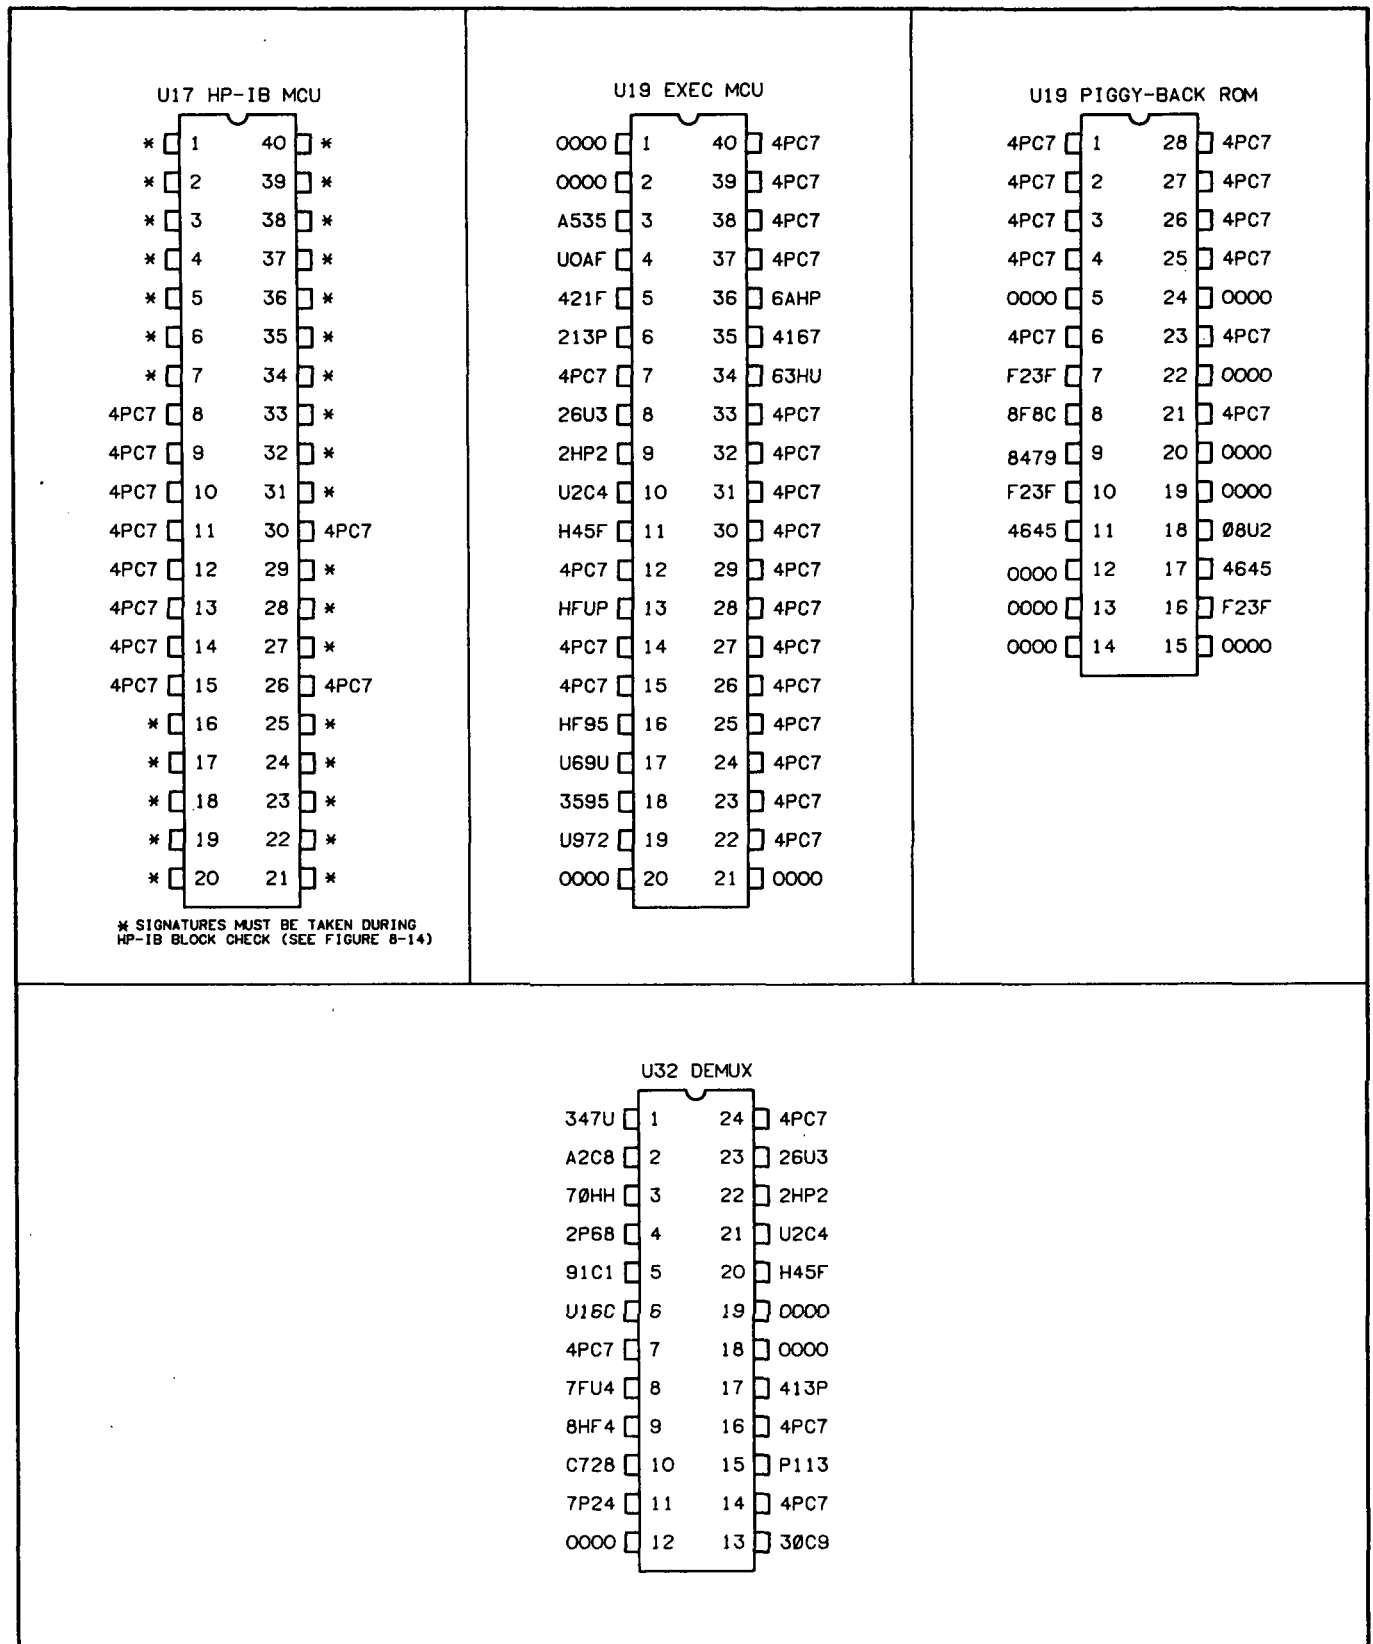 U17 HP-IB MCU
* 1 40 *
* 2 39 *
* 3 38 *
* 4 37 *
* 5 36 *
* 6 35 *
* 7 34 *
4PC7 8 33 *
4PC7 9 32 *
4PC7 10 31 *
4PC7 11 30 4PC7
4PC7 12 29 *
4PC7 13 28 *
4PC7 14 27 *
4PC7 15 26 4PC7
* 16 25 *
* 17 24 *
* 18 23 *
* 19 22 *
* 20 21 *
* SIGNATURES MUST BE TAKEN DURING
HP-IB BLOCK CHECK (SEE FIGURE 8-14)
U19 EXEC MCU
0000 1 40 4PC7
0000 2 39 4PC7
A535 3 38 4PC7
U0AF 4 37 4PC7
421F 5 36 6AHP
213P 6 35 4167
4PC7 7 34 63HU
26U3 8 33 4PC7
2HP2 9 32 4PC7
U2C4 10 31 4PC7
H45F 11 30 4PC7
4PC7 12 29 4PC7
HFUP 13 28 4PC7
4PC7 14 27 4PC7
4PC7 15 26 4PC7
HF95 16 25 4PC7
U69U 17 24 4PC7
3595 18 23 4PC7
U972 19 22 4PC7
0000 20 21 0000
U19 PIGGY-BACK ROM
4PC7 1 28 4PC7
4PC7 2 27 4PC7
4PC7 3 26 4PC7
4PC7 4 25 4PC7
0000 5 24 0000
4PC7 6 23 4PC7
F23F 7 22 0000
8F8C 8 21 4PC7
8479 9 20 0000
F23F 10 19 0000
4645 11 18 Ø8U2
0000 12 17 4645
0000 13 16 F23F
0000 14 15 0000
U32 DEMUX
347U 1 24 4PC7
A2C8 2 23 26U3
7ØHH 3 22 2HP2
2P68 4 21 U2C4
91C1 5 20 H45F
U16C 6 19 0000
4PC7 7 18 0000
7FU4 8 17 413P
8HF4 9 16 4PC7
C728 10 15 P113
7P24 11 14 4PC7
0000 12 13 3ØC9